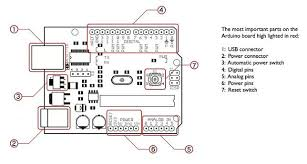 The most important parts on the
Arduino board high lighted in red:
1: USB connector
2: Power connector
3: Automatic power switch
4: Digital pins
5: Analog pins
6: Power pins
7: Reset switch
4
1
DIGITAL
7
3
POWER
ANALOG
2
6
5